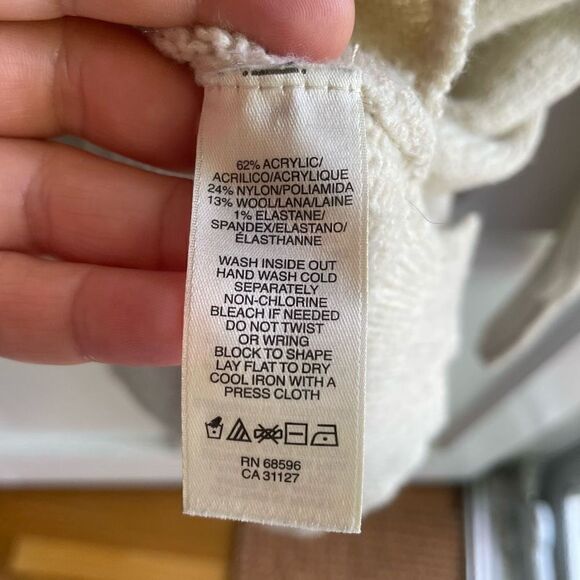 62% ACRYLIC/
ACRILICO/ACRYLIQUE
24% NYLON/POLIAMIDA
13% WOOL/LANA/LAINE
1% ELASTANE/
SPANDEX/ELASTANO/
ÉLASTHANNE
WASH INSIDE OUT
HAND WASH COLD
SEPARATELY
NON-CHLORINE
BLEACH IF NEEDED
DO NOT TWIST
OR WRING
BLOCK TO SHAPE
LAY FLAT TO DRY
COOL IRON WITH A
PRESS CLOTH
RN 68596
CA 31127